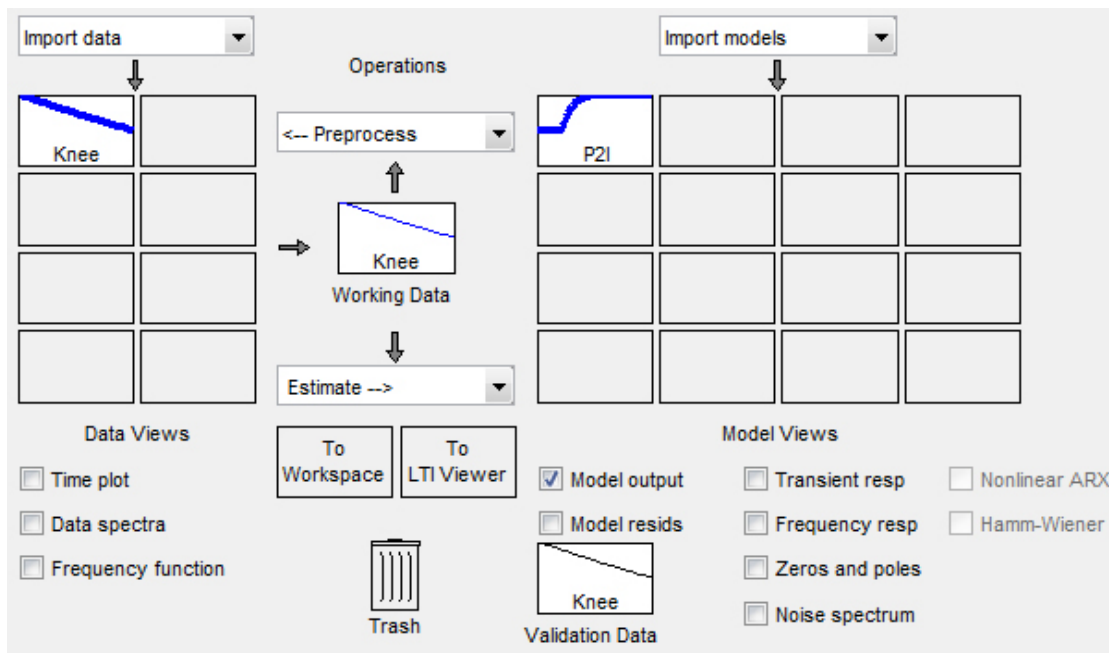 Import data
Import models
Operations
Knee
<-- Preprocess
P2I
Knee
Working Data
Estimate -->
Data Views
Model Views
To
Workspace
To
LTI Viewer
Time plot
Model output
Transient resp
Nonlinear ARX
Data spectra
Model resids
Frequency resp
Hamm-Wiener
Frequency function
Zeros and poles
Knee
Noise spectrum
Trash
Validation Data